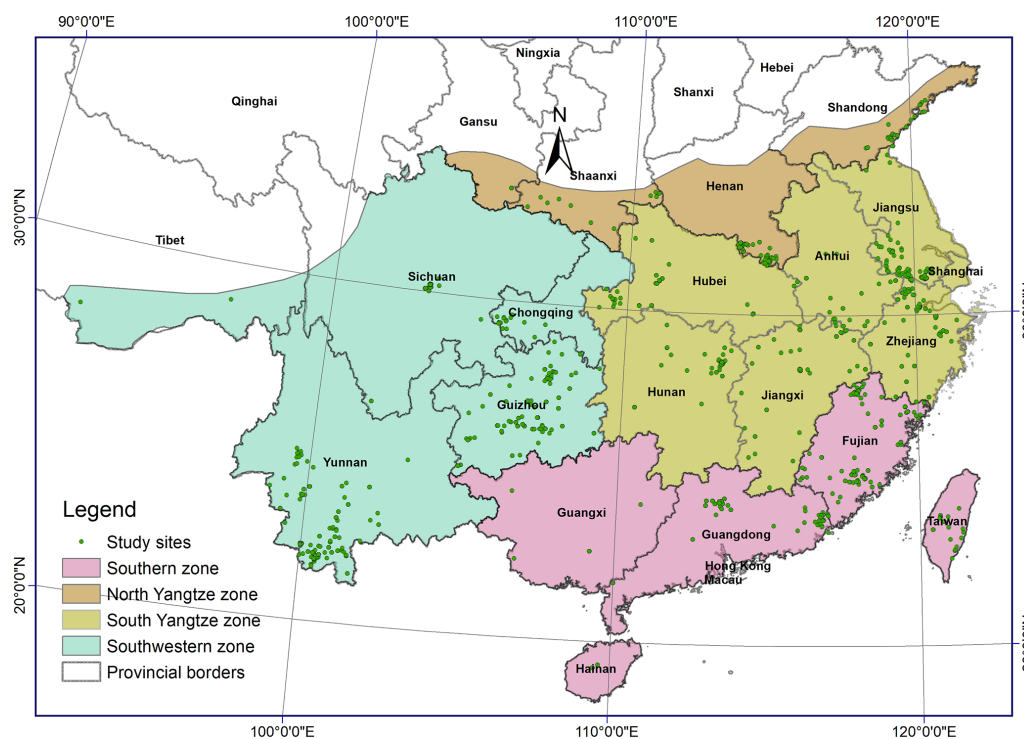 90°0'0"E
100°0'0"E
110°0'0"E
120°0'0"E
Ningxia
Hebei
Qinghai
Shanxi
Shandong
Gansu
N
Shaanxi
Henan
30°0'0"N
Jiangsu
Tibet
Anhui
Shanghai
Sichuan
Hubei
Chongqing
Zhejiang
Hunan
Jiangxi
Guizhou
Fujian
Yunnan
Legend
Study sites
Southern zone
North Yangtze zone
South Yangtze zone
Southwestern zone
Provincial borders
Guangxi
Taiwan
Guangdong
Hong Kong
Macau
20°0'0"N
Hainan
100°0'0"E
110°0'0"E
120°0'0"E